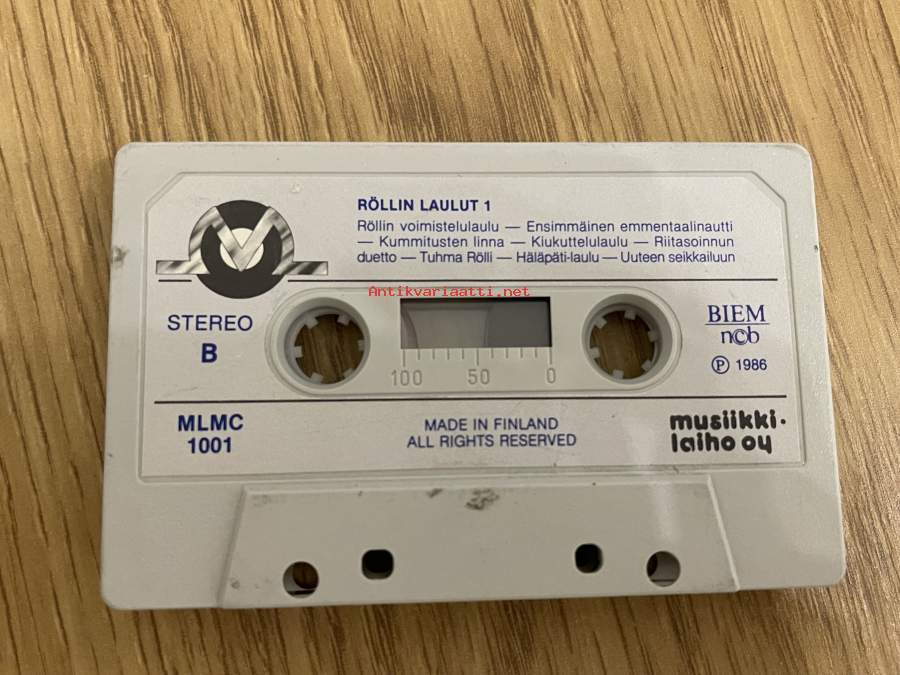 RÖLLIN LAULUT 1
Röllin voimistelulaulu — Ensimmäinen emmentaalinautti
— Kummitusten linna — Kiukuttelulaulu — Riitasoinnun
duetto — Tuhma Rölli — Häläpäti-laulu — Uuteen seikkailuun
Antikvariaatti.net
STEREO
B
BIEM
n©b
Ⓟ 1986
100 50 0
MLMC
1001
MADE IN FINLAND
ALL RIGHTS RESERVED
musiikki·
laiho oy